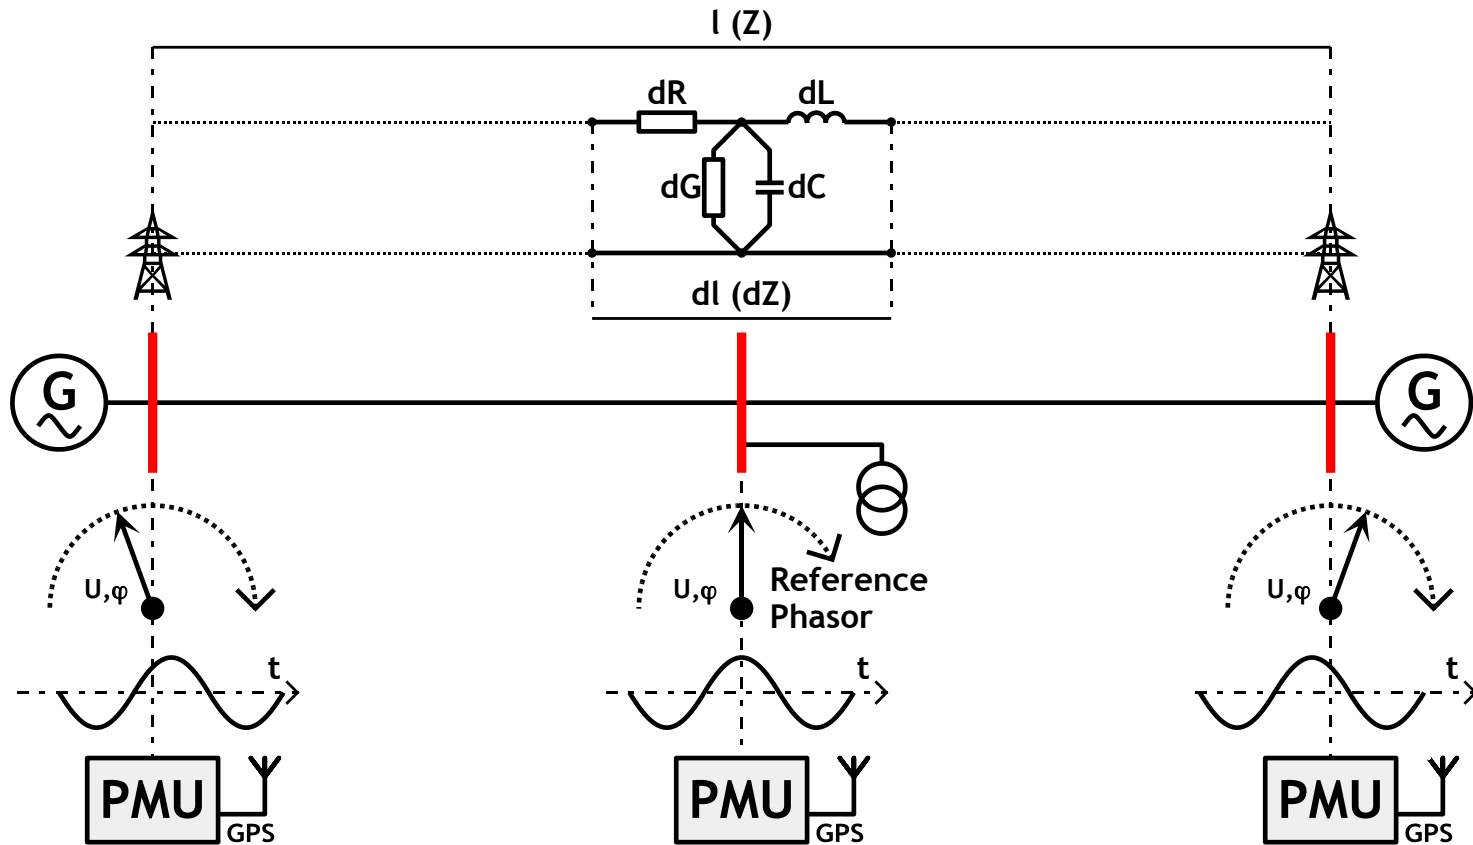 l (Z)
dR
dL
dG
dC
dl (dZ)
G
G
U,φ
U,φ
Reference
Phasor
U,φ
t
t
t
PMU
GPS
PMU
GPS
PMU
GPS